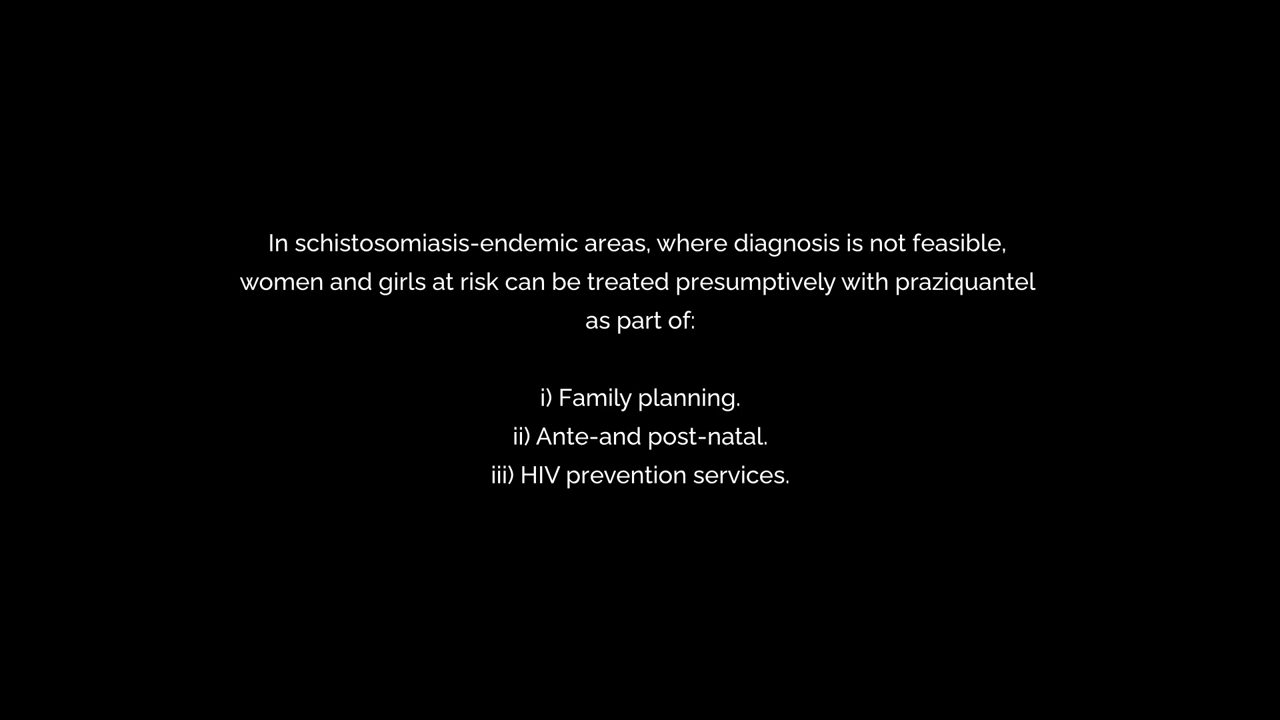 In schistosomiasis-endemic areas, where diagnosis is not feasible,
women and girls at risk can be treated presumptively with praziquantel
as part of:
i) Family planning.
ii) Ante-and post-natal.
iii) HIV prevention services.